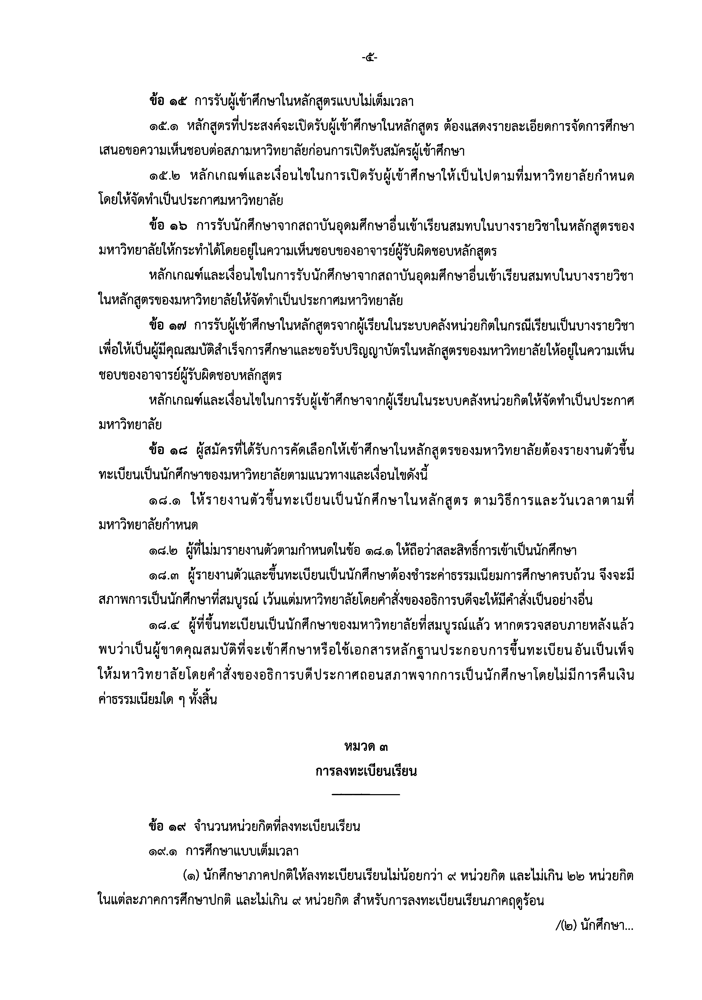 -๕-
ข้อ ๑๕ การรับผู้เข้าศึกษาในหลักสูตรแบบไม่เต็มเวลา
๑๕.๑ หลักสูตรที่ประสงค์จะเปิดรับผู้เข้าศึกษาในหลักสูตร ต้องแสดงรายละเอียดการจัดการศึกษา
เสนอขอความเห็นชอบต่อสภามหาวิทยาลัยก่อนการเปิดรับสมัครผู้เข้าศึกษา
๑๕.๒ หลักเกณฑ์และเงื่อนไขในการเปิดรับผู้เข้าศึกษาให้เป็นไปตามที่มหาวิทยาลัยกำหนด
โดยให้จัดทำเป็นประกาศมหาวิทยาลัย
ข้อ ๑๖ การรับนักศึกษาจากสถาบันอุดมศึกษาอื่นเข้าเรียนสมทบในบางรายวิชาในหลักสูตรของ
มหาวิทยาลัยให้กระทำได้โดยอยู่ในความเห็นชอบของอาจารย์ผู้รับผิดชอบหลักสูตร
หลักเกณฑ์และเงื่อนไขในการรับนักศึกษาจากสถาบันอุดมศึกษาอื่นเข้าเรียนสมทบในบางรายวิชา
ในหลักสูตรของมหาวิทยาลัยให้จัดทำเป็นประกาศมหาวิทยาลัย
ข้อ ๑๗ การรับผู้เข้าศึกษาในหลักสูตรจากผู้เรียนในระบบคลังหน่วยกิตในกรณีเรียนเป็นบางรายวิชา
เพื่อให้เป็นผู้มีคุณสมบัติสำเร็จการศึกษาและขอรับปริญญาบัตรในหลักสูตรของมหาวิทยาลัยให้อยู่ในความเห็น
ชอบของอาจารย์ผู้รับผิดชอบหลักสูตร
หลักเกณฑ์และเงื่อนไขในการรับผู้เข้าศึกษาจากผู้เรียนในระบบคลังหน่วยกิตให้จัดทำเป็นประกาศ
มหาวิทยาลัย
ข้อ ๑๘ ผู้สมัครที่ได้รับการคัดเลือกให้เข้าศึกษาในหลักสูตรของมหาวิทยาลัยต้องรายงานตัวขึ้น
ทะเบียนเป็นนักศึกษาของมหาวิทยาลัยตามแนวทางและเงื่อนไขดังนี้
๑๘.๑ ให้รายงานตัวขึ้นทะเบียนเป็นนักศึกษาในหลักสูตร ตามวิธีการและวันเวลาตามที่
มหาวิทยาลัยกำหนด
๑๘.๒ ผู้ที่ไม่มารายงานตัวตามกำหนดในข้อ ๑๘.๑ ให้ถือว่าสละสิทธิ์การเข้าเป็นนักศึกษา
๑๘.๓ ผู้รายงานตัวและขึ้นทะเบียนเป็นนักศึกษาต้องชำระค่าธรรมเนียมการศึกษาครบถ้วน จึงจะมี
สภาพการเป็นนักศึกษาที่สมบูรณ์ เว้นแต่มหาวิทยาลัยโดยคำสั่งของอธิการบดีจะให้มีคำสั่งเป็นอย่างอื่น
๑๘.๔ ผู้ที่ขึ้นทะเบียนเป็นนักศึกษาของมหาวิทยาลัยที่สมบูรณ์แล้ว หากตรวจสอบภายหลังแล้ว
พบว่าเป็นผู้ขาดคุณสมบัติที่จะเข้าศึกษาหรือใช้เอกสารหลักฐานประกอบการขึ้นทะเบียนอันเป็นเท็จ
ให้มหาวิทยาลัยโดยคำสั่งของอธิการบดีประกาศถอนสภาพจากการเป็นนักศึกษาโดยไม่มีการคืนเงิน
ค่าธรรมเนียมใด ๆ ทั้งสิ้น
หมวด ๓
การลงทะเบียนเรียน
ข้อ ๑๙ จำนวนหน่วยกิตที่ลงทะเบียนเรียน
๑๙.๑ การศึกษาแบบเต็มเวลา
(๑) นักศึกษาภาคปกติให้ลงทะเบียนเรียนไม่น้อยกว่า ๙ หน่วยกิต และไม่เกิน ๒๒ หน่วยกิต
ในแต่ละภาคการศึกษาปกติ และไม่เกิน ๙ หน่วยกิต สำหรับการลงทะเบียนเรียนภาคฤดูร้อน
/(๒) นักศึกษา...